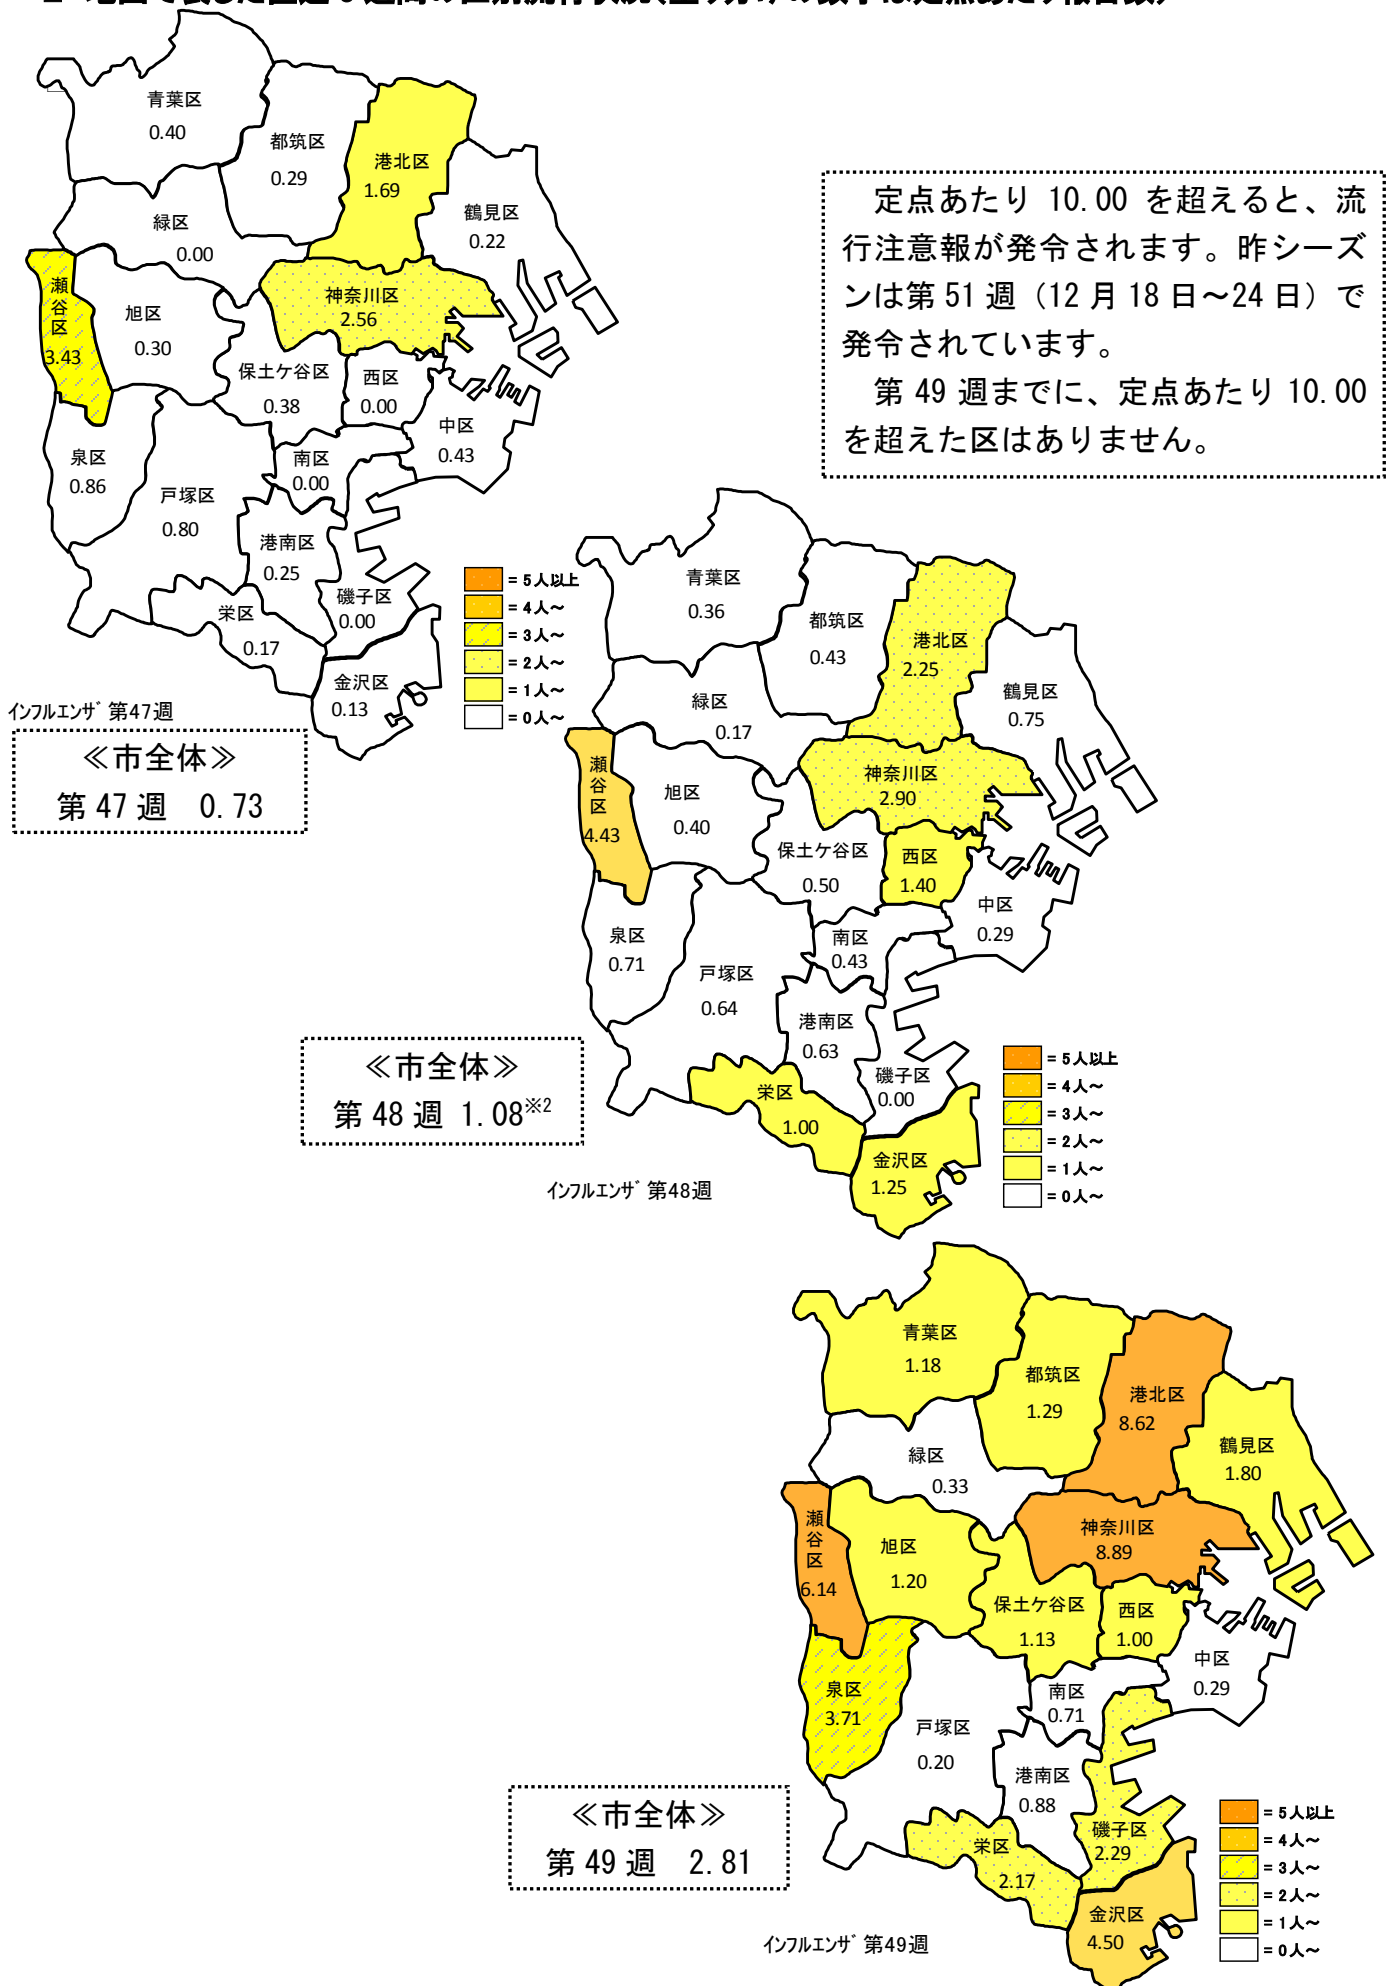 青葉区
0.40
都筑区
0.29
港北区
1.69
鶴見区
0.22
緑区
0.00
瀬谷区
3.43
旭区
0.30
神奈川区
2.56
保土ケ谷区
0.38
西区
0.00
中区
0.43
泉区
0.86
戸塚区
0.80
南区
0.00
港南区
0.25
磯子区
0.00
栄区
0.17
金沢区
0.13
=5人以上
=4人～
=3人～
=2人～
=1人～
=0人～
インフルエンザ 第47週
≪市全体≫
第 47 週 0.73
定点あたり 10.00 を超えると、流
行注意報が発令されます。昨シーズ
ンは第 51 週（12 月 18 日～24 日）で
発令されています。
第 49 週までに、定点あたり 10.00
を超えた区はありません。
青葉区
0.36
都筑区
0.43
港北区
2.25
鶴見区
0.75
緑区
0.17
瀬谷区
4.43
旭区
0.40
神奈川区
2.90
保土ケ谷区
0.50
西区
1.40
中区
0.29
泉区
0.71
戸塚区
0.64
南区
0.43
港南区
0.63
磯子区
0.00
栄区
1.00
金沢区
1.25
=5人以上
=4人～
=3人～
=2人～
=1人～
=0人～
≪市全体≫
第 48 週 1.08※2
インフルエンザ 第48週
青葉区
1.18
都筑区
1.29
港北区
8.62
鶴見区
1.80
緑区
0.33
瀬谷区
6.14
旭区
1.20
神奈川区
8.89
保土ケ谷区
1.13
西区
1.00
中区
0.29
泉区
3.71
戸塚区
0.20
南区
0.71
港南区
0.88
磯子区
2.29
栄区
2.17
金沢区
4.50
=5人以上
=4人～
=3人～
=2人～
=1人～
=0人～
≪市全体≫
第 49 週 2.81
インフルエンザ 第49週